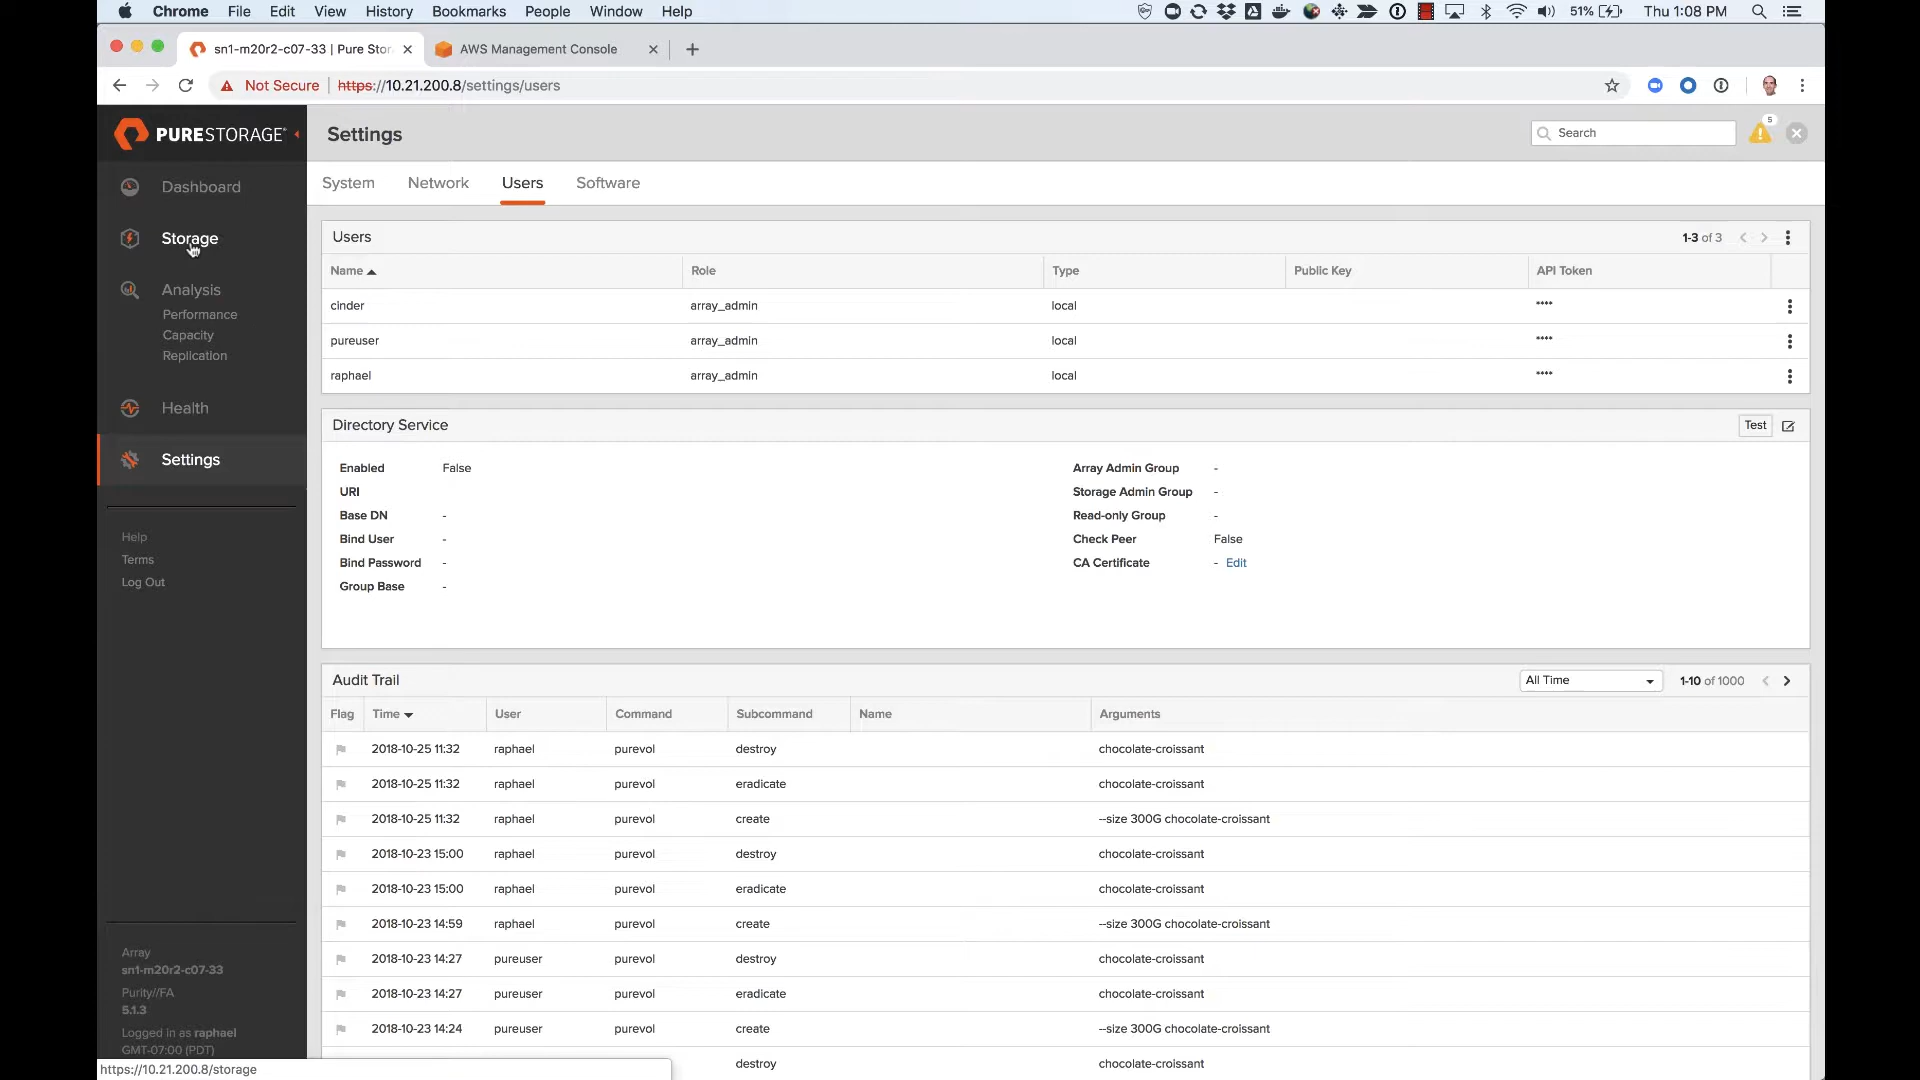 Chrome File Edit View History Bookmarks People Window Help 51% Thu 1:08 PM
sn1-m20r2-c07-33 | Pure Stor AWS Management Console
Not Secure https://10.21.200.8/settings/users
PURESTORAGE Settings Search 5
System Network Users Software
Dashboard
Storage
Analysis
Performance
Capacity
Replication
Health
Settings
Help
Terms
Log Out
Array
sn1-m20r2-c07-33
Purity//FA
5.1.3
Logged in as raphael
GMT-07:00 (PDT)
https://10.21.200.8/storage
Users 1-3 of 3
Name Role Type Public Key API Token
cinder array_admin local ****
pureuser array_admin local ****
raphael array_admin local ****
Directory Service Test
Enabled False
URI
Base DN -
Bind User -
Bind Password -
Group Base -
Array Admin Group -
Storage Admin Group -
Read-only Group -
Check Peer False
CA Certificate - Edit
Audit Trail All Time 1-10 of 1000
Flag Time User Command Subcommand Name Arguments
2018-10-25 11:32 raphael purevol destroy chocolate-croissant
2018-10-25 11:32 raphael purevol eradicate chocolate-croissant
2018-10-25 11:32 raphael purevol create --size 300G chocolate-croissant
2018-10-23 15:00 raphael purevol destroy chocolate-croissant
2018-10-23 15:00 raphael purevol eradicate chocolate-croissant
2018-10-23 14:59 raphael purevol create --size 300G chocolate-croissant
2018-10-23 14:27 pureuser purevol destroy chocolate-croissant
2018-10-23 14:27 pureuser purevol eradicate chocolate-croissant
2018-10-23 14:24 pureuser purevol create --size 300G chocolate-croissant
destroy chocolate-croissant